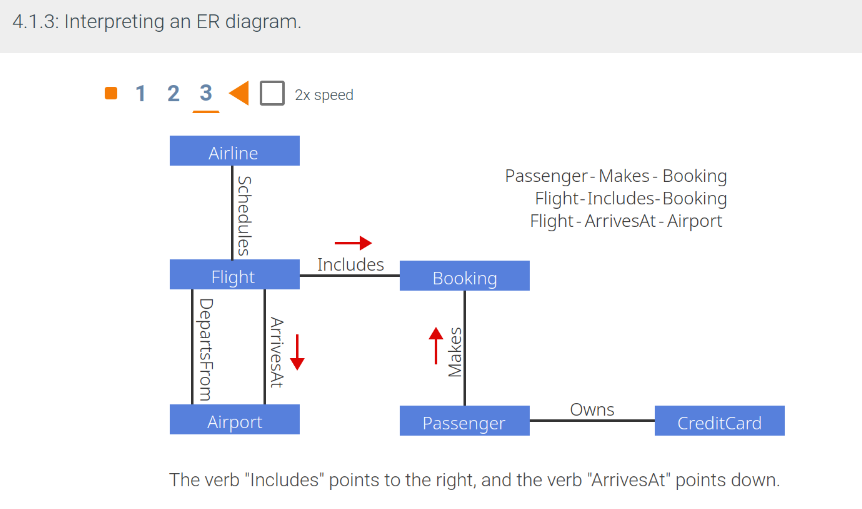 4.1.3: Interpreting an ER diagram.
1 2 3 2x speed
Airline
Schedules
Passenger - Makes - Booking
Flight - Includes - Booking
Flight - ArrivesAt - Airport
Flight
Includes
Booking
DepartsFrom
ArrivesAt
Makes
Airport
Passenger
Owns
CreditCard
The verb "Includes" points to the right, and the verb "ArrivesAt" points down.